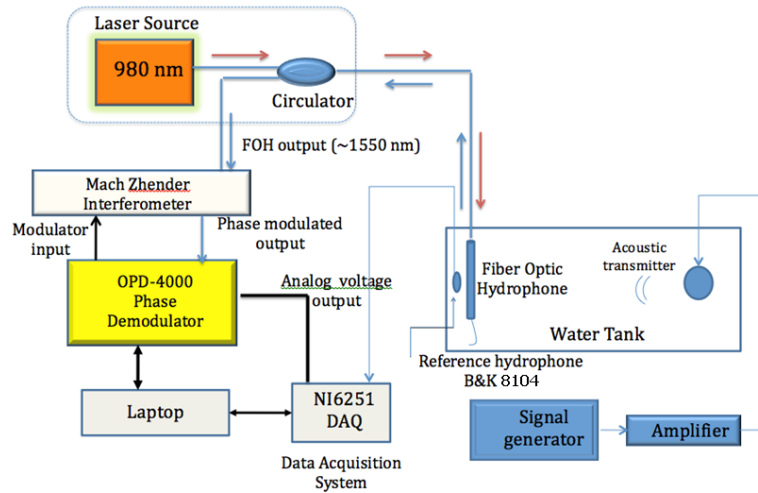 Laser Source
980 nm
Circulator
FOH output (~1550 nm)
Mach Zhender
Interferometer
Modulator
input
Phase modulated
output
OPD-4000
Phase
Demodulator
Analog voltage
output
Fiber Optic
Hydrophone
Acoustic
transmitter
Water Tank
Reference hydrophone
B&K 8104
Laptop
NI6251
DAQ
Data Acquisition
System
Signal
generator
Amplifier